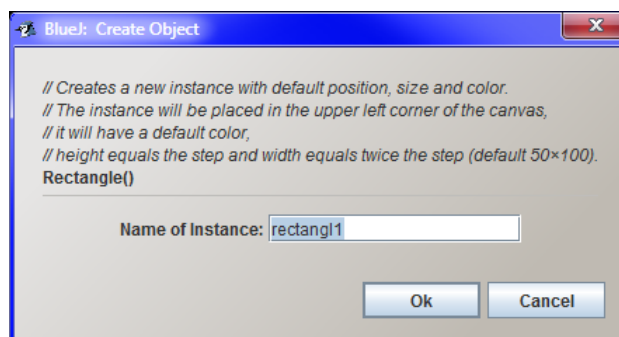 BlueJ: Create Object
// Creates a new instance with default position, size and color.
// The instance will be placed in the upper left corner of the canvas,
// it will have a default color,
// height equals the step and width equals twice the step (default 50×100).
Rectangle()
Name of Instance: rectangl1
Ok Cancel